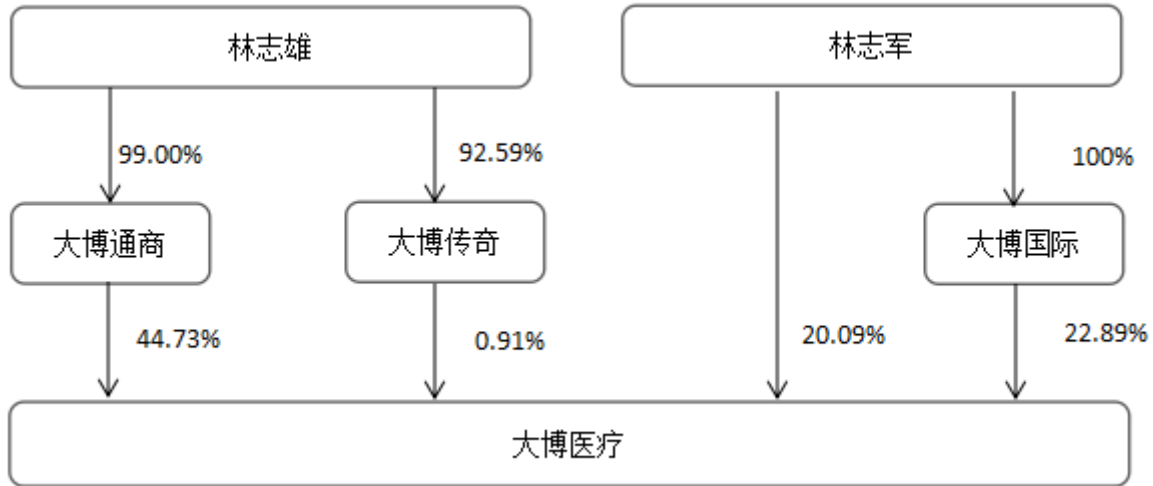 林志雄
林志军
99.00%
92.59%
100%
大博通商
大博传奇
大博国际
44.73%
0.91%
20.09%
22.89%
大博医疗